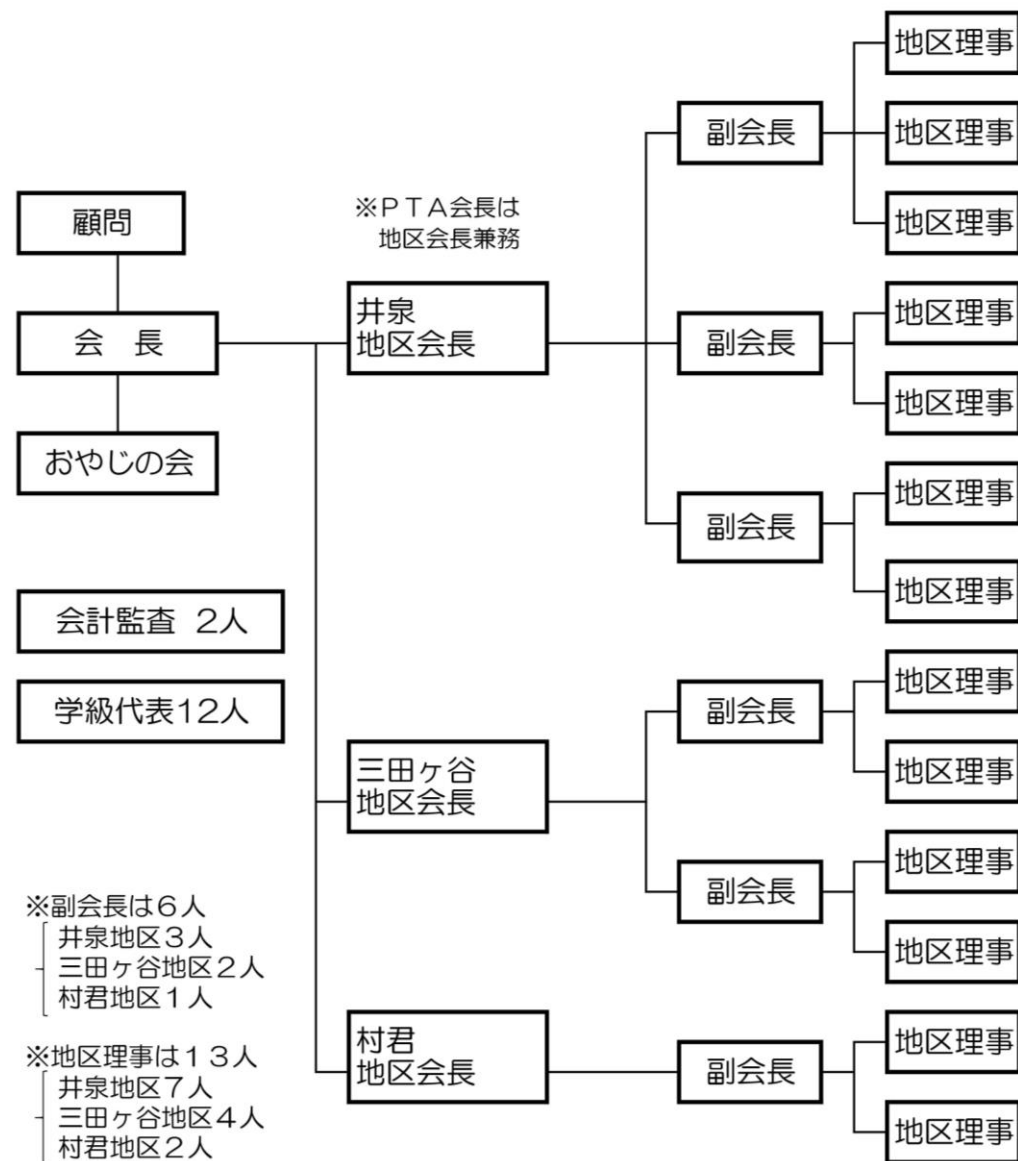 顧問
会　長
おやじの会
会計監査 ２人
学級代表１２人
※副会長は６人
井泉地区３人
三田ヶ谷地区２人
村君地区１人
※地区理事は１３人
井泉地区７人
三田ヶ谷地区４人
村君地区２人
※ＰＴＡ会長は
地区会長兼務
井泉
地区会長
副会長
地区理事
地区理事
地区理事
副会長
地区理事
地区理事
副会長
地区理事
地区理事
三田ヶ谷
地区会長
副会長
地区理事
地区理事
副会長
地区理事
地区理事
村君
地区会長
副会長
地区理事
地区理事